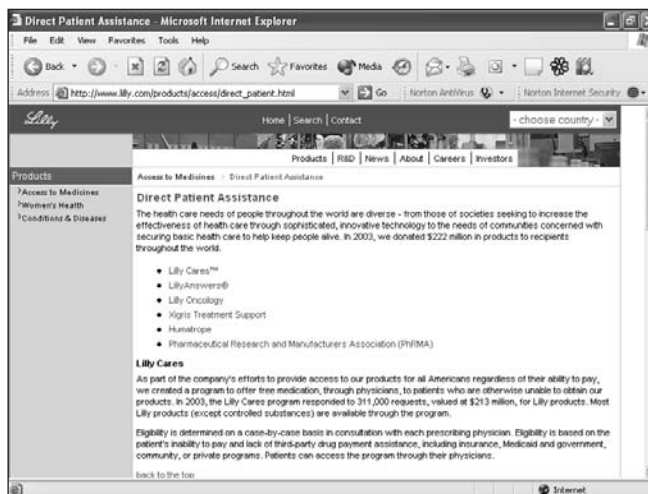 Direct Patient Assistance - Microsoft Internet Explorer
File Edit View Favorites Tools Help
Back Search Favorites Media
Address http://www.lilly.com/products/access/direct_patient.html Go Norton AntiVirus Norton Internet Security
Lilly Home | Search | Contact - choose country -
Products | R&D | News | About | Careers | Investors
Products
Access to Medicines
Women's Health
Conditions & Diseases
Access to Medicines > Direct Patient Assistance
Direct Patient Assistance
The health care needs of people throughout the world are diverse - from those of societies seeking to increase the
effectiveness of health care through sophisticated, innovative technology to the needs of communities concerned with
securing basic health care to help keep people alive. In 2003, we donated $222 million in products to recipients
throughout the world.
• Lilly Cares™
• LillyAnswers®
• Lilly Oncology
• Xigris Treatment Support
• Humatrope
• Pharmaceutical Research and Manufacturers Association (PhRMA)
Lilly Cares
As part of the company's efforts to provide access to our products for all Americans regardless of their ability to pay,
we created a program to offer free medication, through physicians, to patients who are otherwise unable to obtain our
products. In 2003, the Lilly Cares program responded to 311,000 requests, valued at $213 million, for Lilly products. Most
Lilly products (except controlled substances) are available through the program.
Eligibility is determined on a case-by-case basis in consultation with each prescribing physician. Eligibility is based on the
patient's inability to pay and lack of third-party drug payment assistance, including insurance, Medicaid and government,
community, or private programs. Patients can access the program through their physicians.
back to the top
Internet